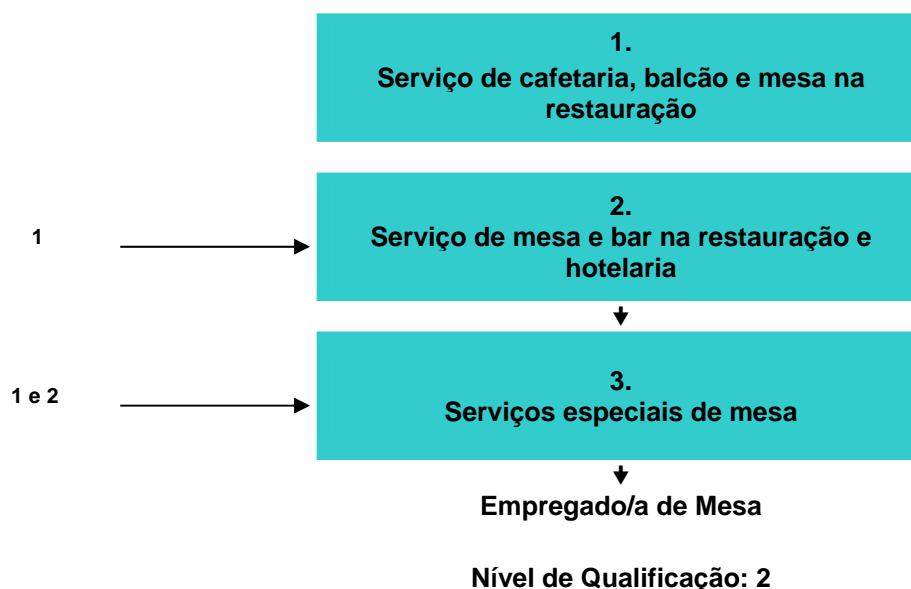 1.
Serviço de cafetaria, balcão e mesa na
restauração
1
2.
Serviço de mesa e bar na restauração e
hotelaria
1 e 2
3.
Serviços especiais de mesa
Empregado/a de Mesa
Nível de Qualificação: 2